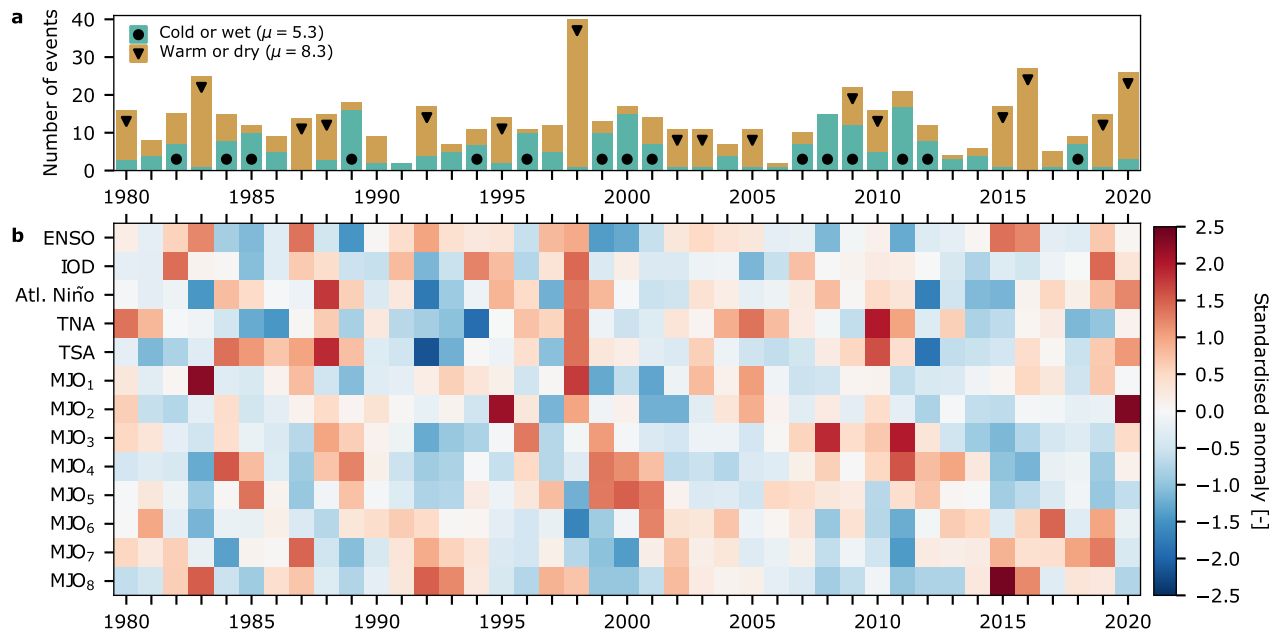 a
Number of events
40
30
20
10
0
Cold or wet (μ = 5.3)
Warm or dry (μ = 8.3)
1980 1985 1990 1995 2000 2005 2010 2015 2020
b
ENSO
IOD
Atl. Niño
TNA
TSA
MJO₁
MJO₂
MJO₃
MJO₄
MJO₅
MJO₆
MJO₇
MJO₈
1980 1985 1990 1995 2000 2005 2010 2015 2020
2.5
2.0
1.5
1.0
0.5
0.0
−0.5
−1.0
−1.5
−2.0
−2.5
Standardised anomaly [-]